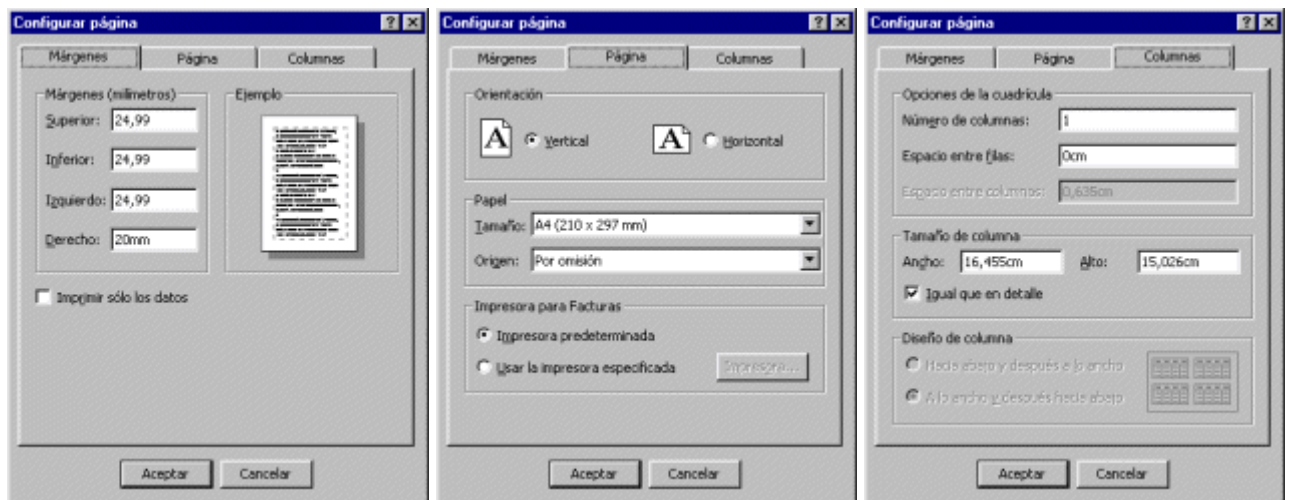 Configurar página
Márgenes Página Columnas
Márgenes (milímetros)
Superior: 24,99
Inferior: 24,99
Izquierdo: 24,99
Derecho: 20mm
Ejemplo
Imprimir sólo los datos
Aceptar Cancelar
Configurar página
Márgenes Página Columnas
Orientación
A Vertical A Horizontal
Papel
Tamaño: A4 (210 x 297 mm)
Origen: Por omisión
Impresora para Facturas
Impresora predeterminada
Usar la impresora especificada Impresora...
Aceptar Cancelar
Configurar página
Márgenes Página Columnas
Opciones de la cuadrícula
Número de columnas: 1
Espacio entre filas: 0cm
Espacio entre columnas: 0,635cm
Tamaño de columna
Ancho: 16,455cm Alto: 15,026cm
Igual que en detalle
Diseño de columna
Hacia abajo y después a lo ancho
A lo ancho y después hacia abajo
Aceptar Cancelar